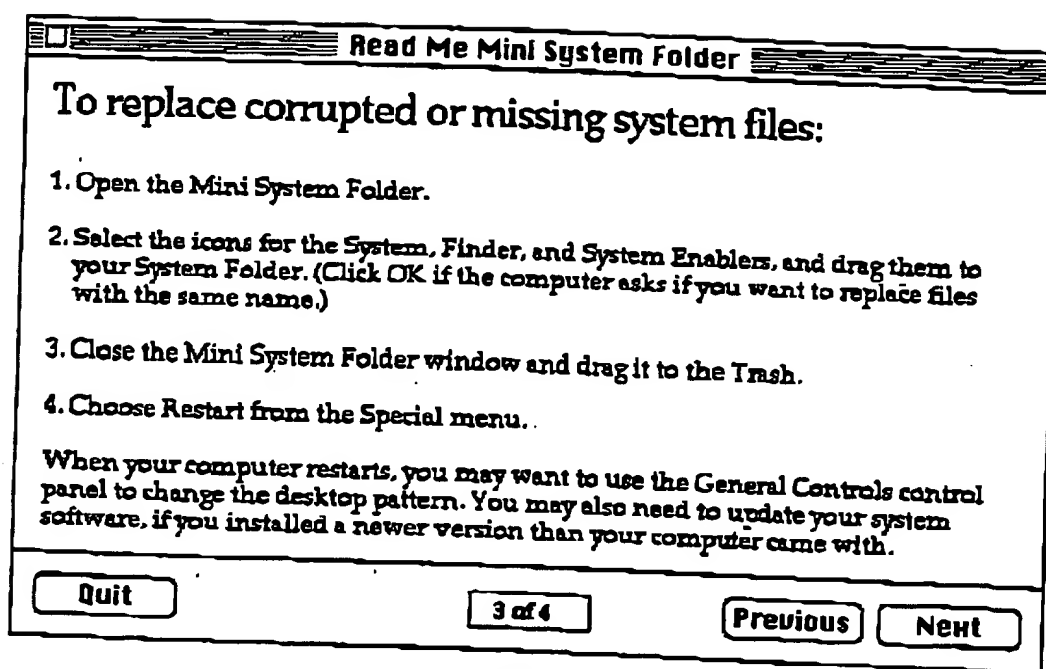 Read Me Mini System Folder
To replace corrupted or missing system files:
1. Open the Mini System Folder.
2. Select the icons for the System, Finder, and System Enablers, and drag them to
your System Folder. (Click OK if the computer asks if you want to replace files
with the same name.)
3. Close the Mini System Folder window and drag it to the Trash.
4. Choose Restart from the Special menu.
When your computer restarts, you may want to use the General Controls control
panel to change the desktop pattern. You may also need to update your system
software, if you installed a newer version than your computer came with.
Quit
3 of 4
Previous
Next